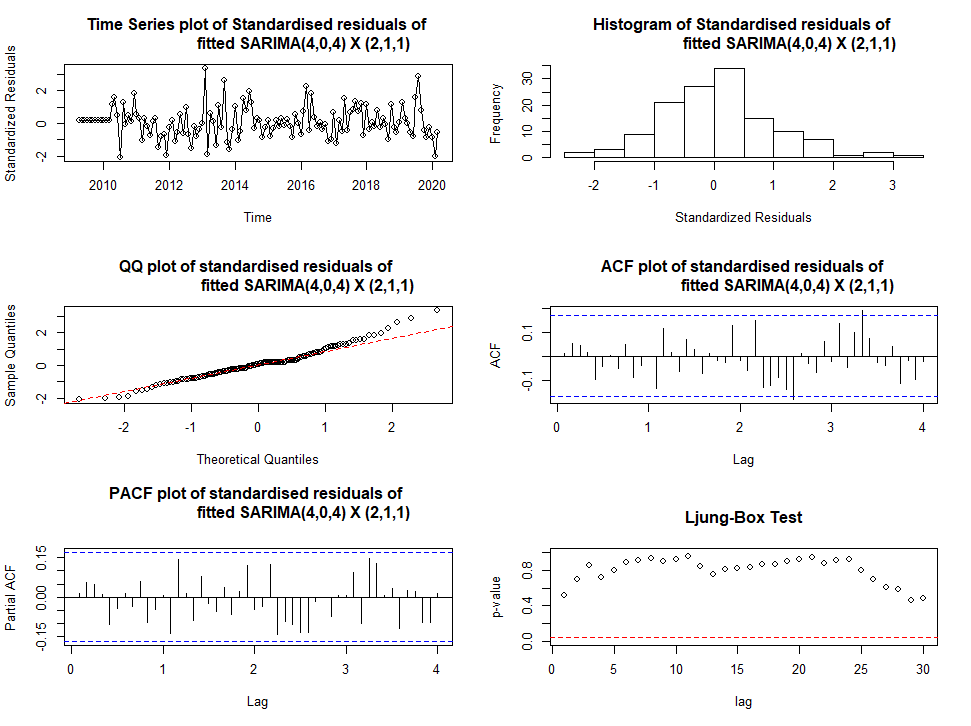 Time Series plot of Standardised residuals of
fitted SARIMA(4,0,4) X (2,1,1)
Standardized Residuals
2
0
-2
2010 2012 2014 2016 2018 2020
Time
Histogram of Standardised residuals of
fitted SARIMA(4,0,4) X (2,1,1)
Frequency
30
20
10
0
-2 -1 0 1 2 3
Standardized Residuals
QQ plot of standardised residuals of
fitted SARIMA(4,0,4) X (2,1,1)
Sample Quantiles
2
0
-2
-2 -1 0 1 2
Theoretical Quantiles
ACF plot of standardised residuals of
fitted SARIMA(4,0,4) X (2,1,1)
ACF
0.1
-0.1
0 1 2 3 4
Lag
PACF plot of standardised residuals of
fitted SARIMA(4,0,4) X (2,1,1)
Partial ACF
0.15
0.00
-0.15
0 1 2 3 4
Lag
Ljung-Box Test
p-value
0.8
0.4
0.0
0 5 10 15 20 25 30
lag